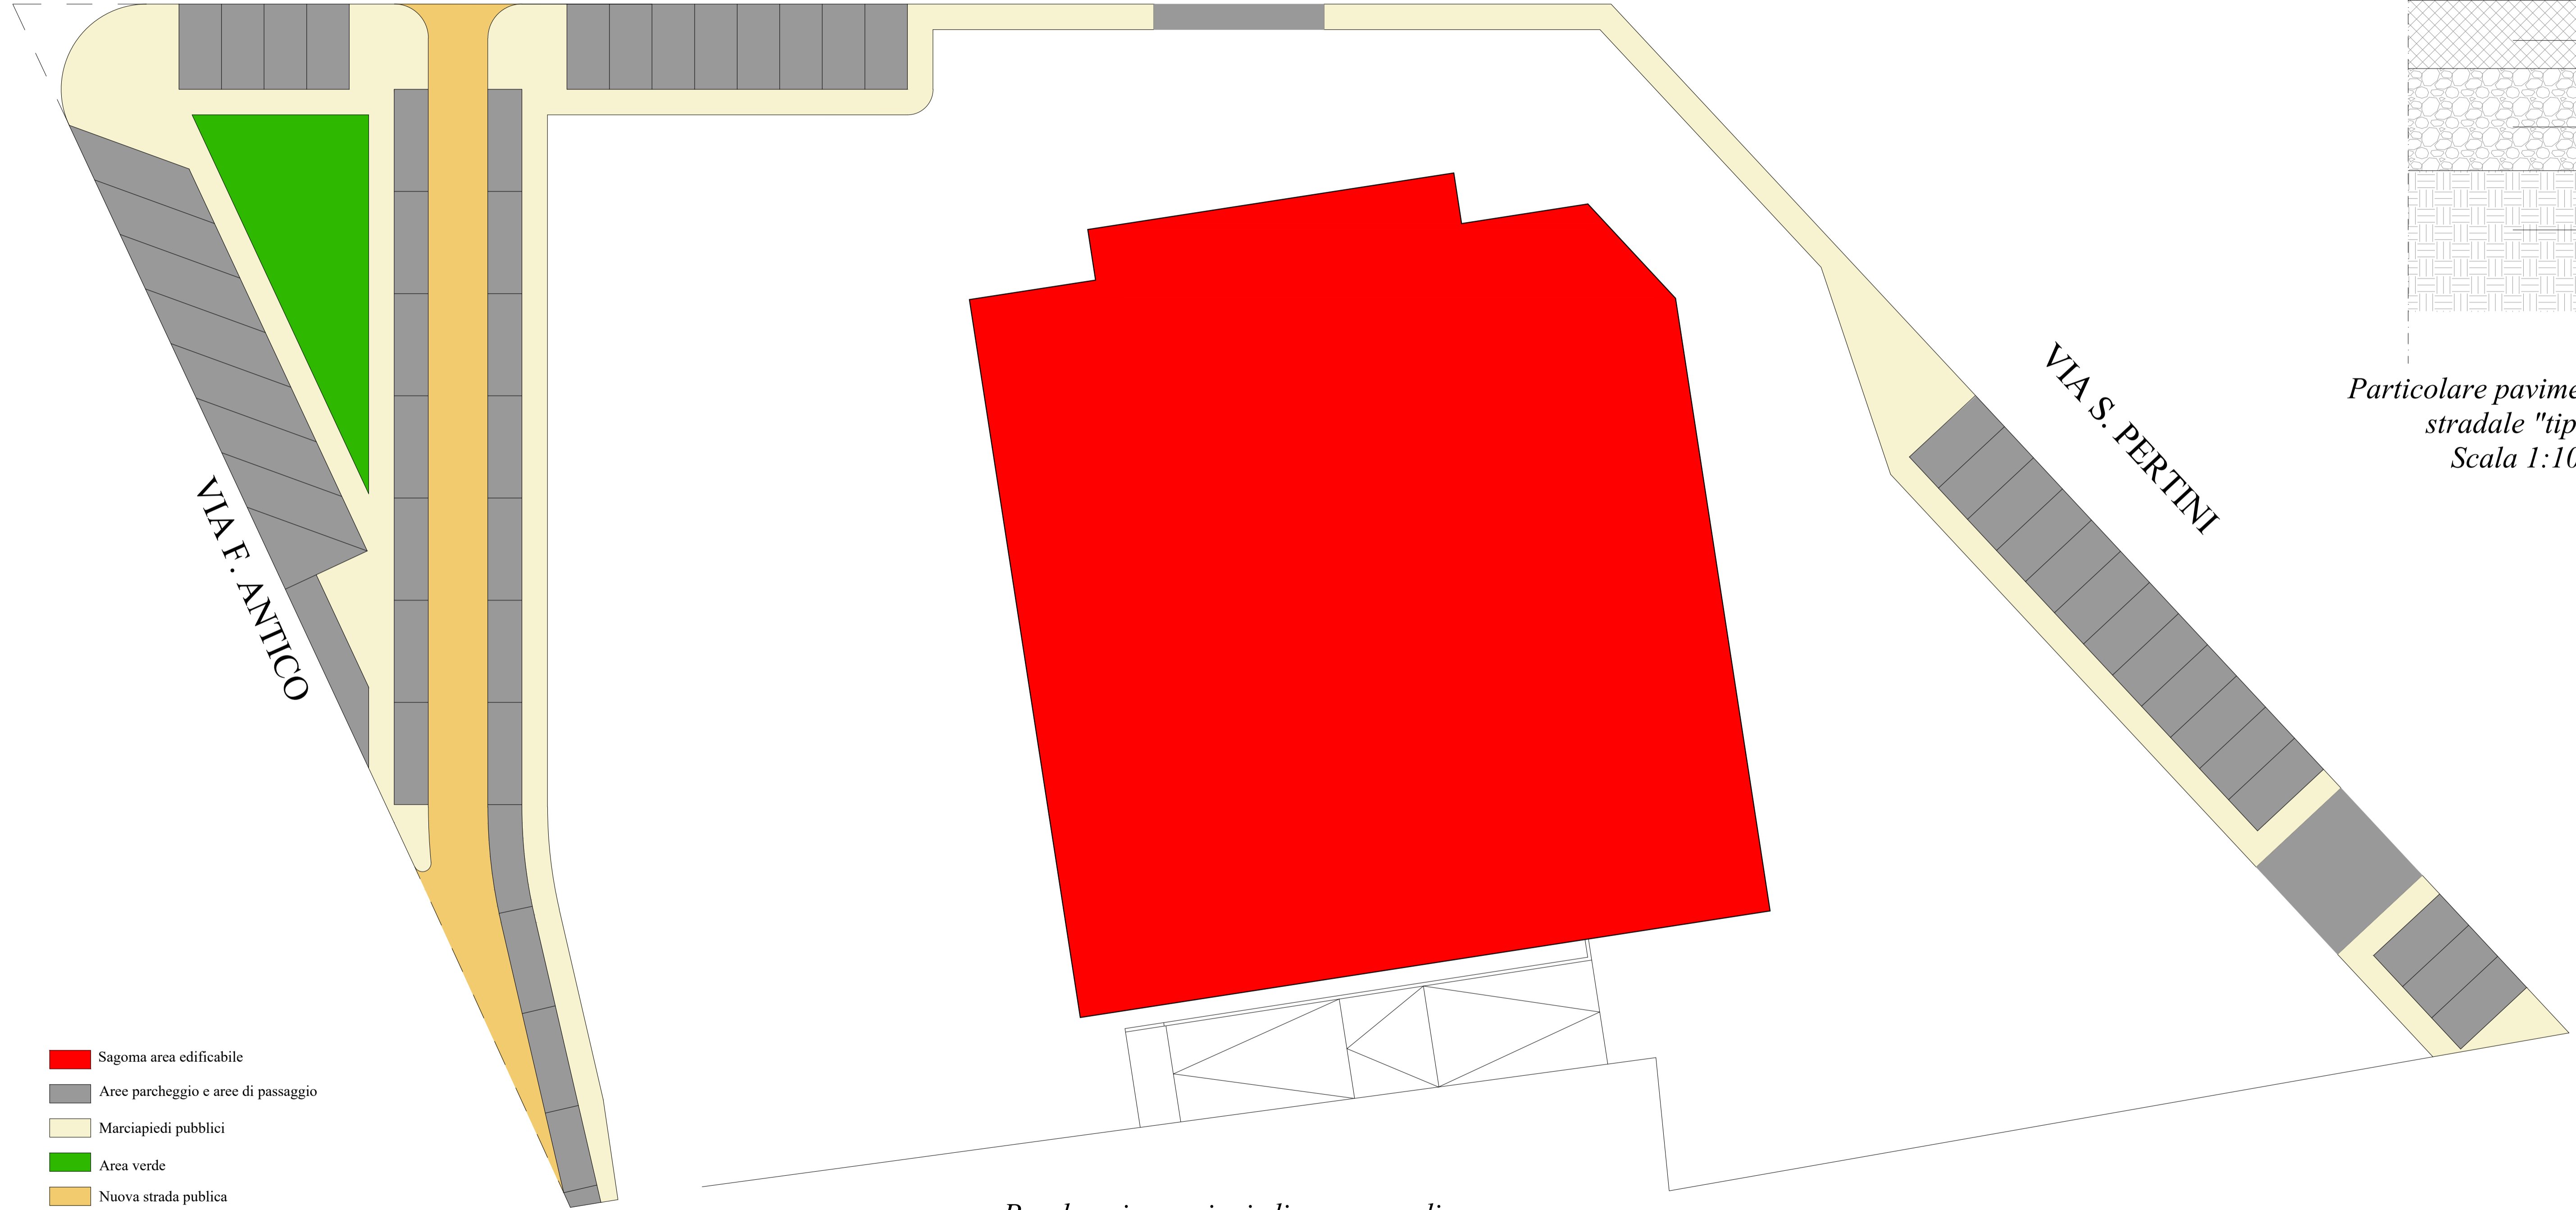 VIA S. PERTINI
Particolare pavime
stradale "tip
Scala 1:10
VIA F. ANTICO
Sagoma area edificabile
Aree parcheggio e aree di passaggio
Marciapiedi pubblici
Area verde
Nuova strada publica